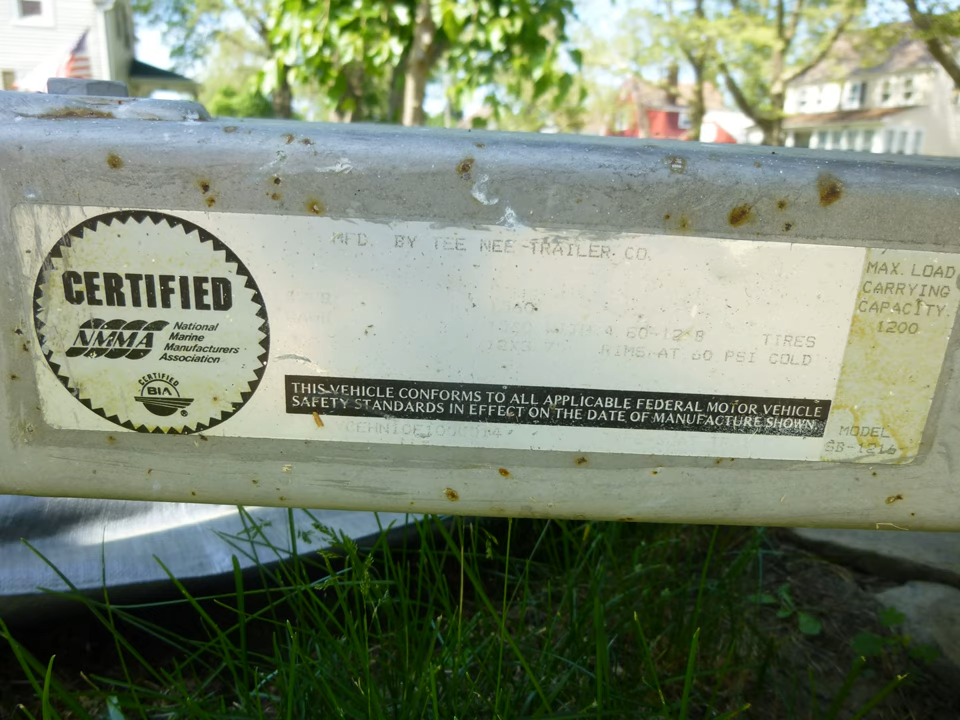 CERTIFIED
NMMA
National
Marine
Manufacturers
Association
CERTIFIED
BIA
®
MFD. BY TEE NEE TRAILER CO.
TIRES
RIMS AT 60 PSI COLD
THIS VEHICLE CONFORMS TO ALL APPLICABLE FEDERAL MOTOR VEHICLE
SAFETY STANDARDS IN EFFECT ON THE DATE OF MANUFACTURE SHOWN
MAX. LOAD
CARRYING
CAPACITY
1200
MODEL
SB-1216